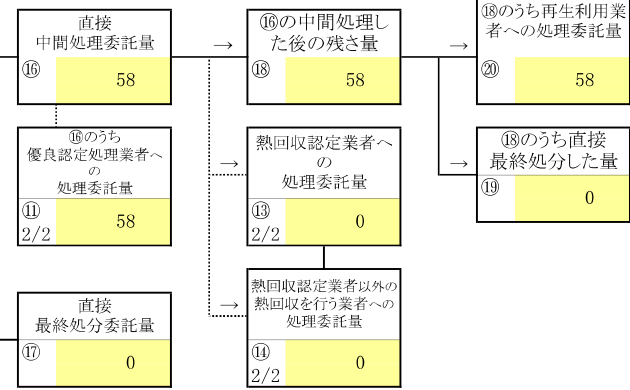 直接
中間処理委託量
⑯
58
→
⑯の中間処理し
た後の残さ量
⑱
58
→
⑱のうち再生利用業
者への処理委託量
⑳
58
⑯のうち
優良認定処理業者へ
の
処理委託量
⑪
2/2
58
→
熱回収認定業者へ
の
処理委託量
⑬
2/2
0
→
⑱のうち直接
最終処分した量
⑲
0
直接
最終処分委託量
⑰
0
→
熱回収認定業者以外の
熱回収を行う業者への
処理委託量
⑭
2/2
0